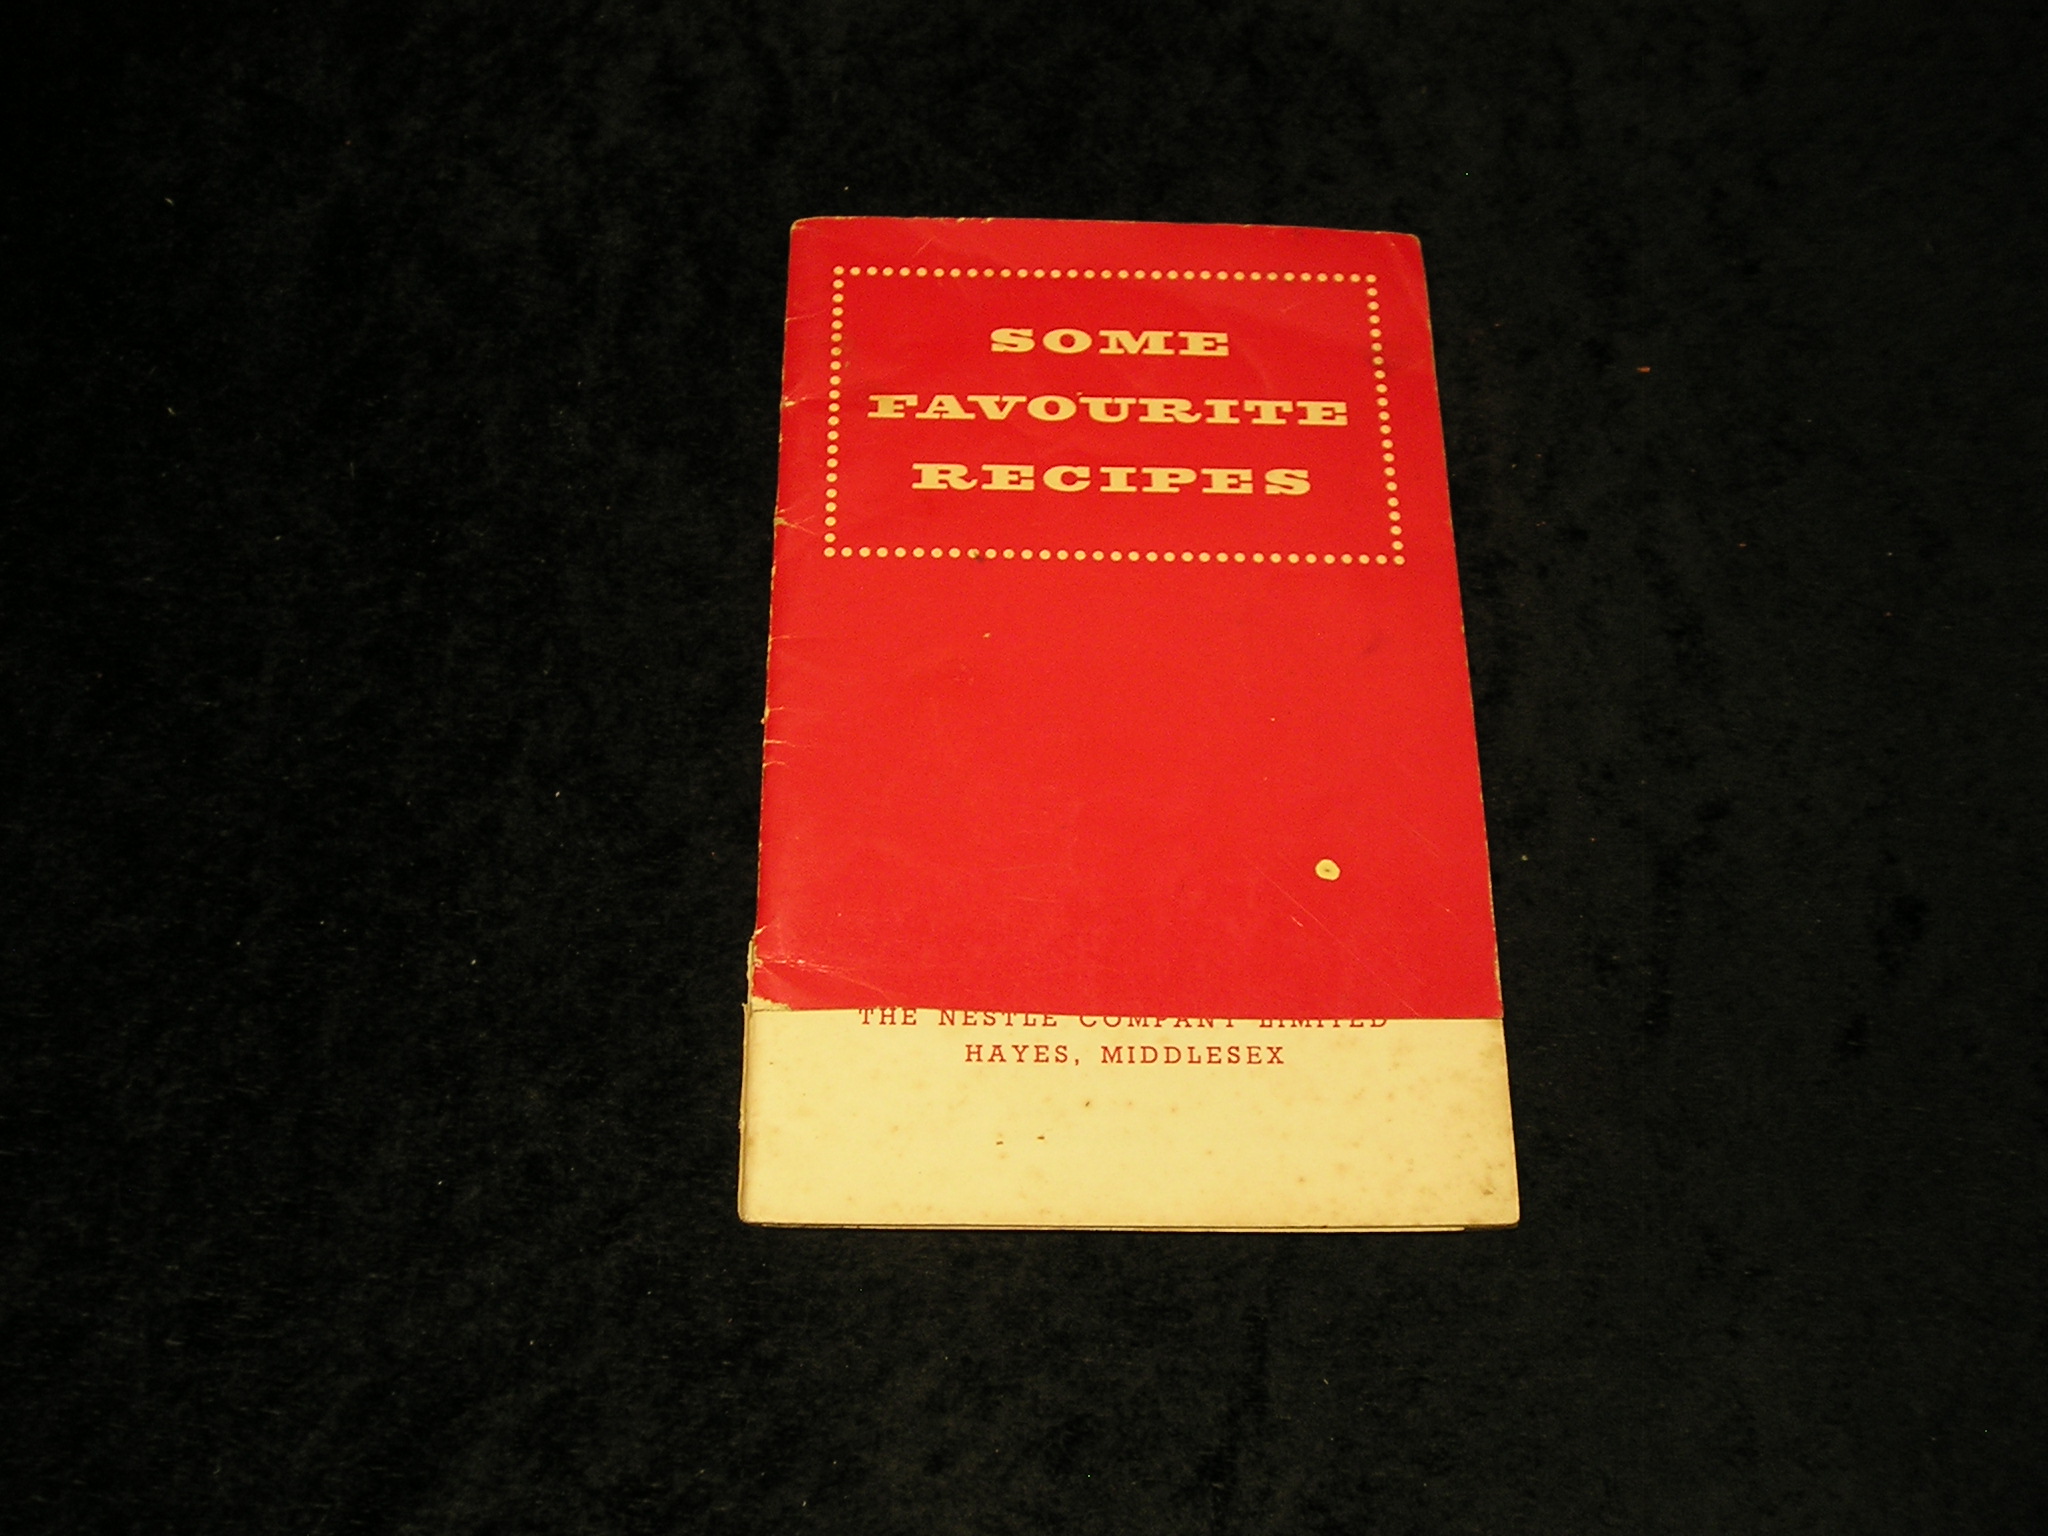 SOME
FAVOURITE
RECIPES
THE NESTLE COMPANY LIMITED
HAYES, MIDDLESEX